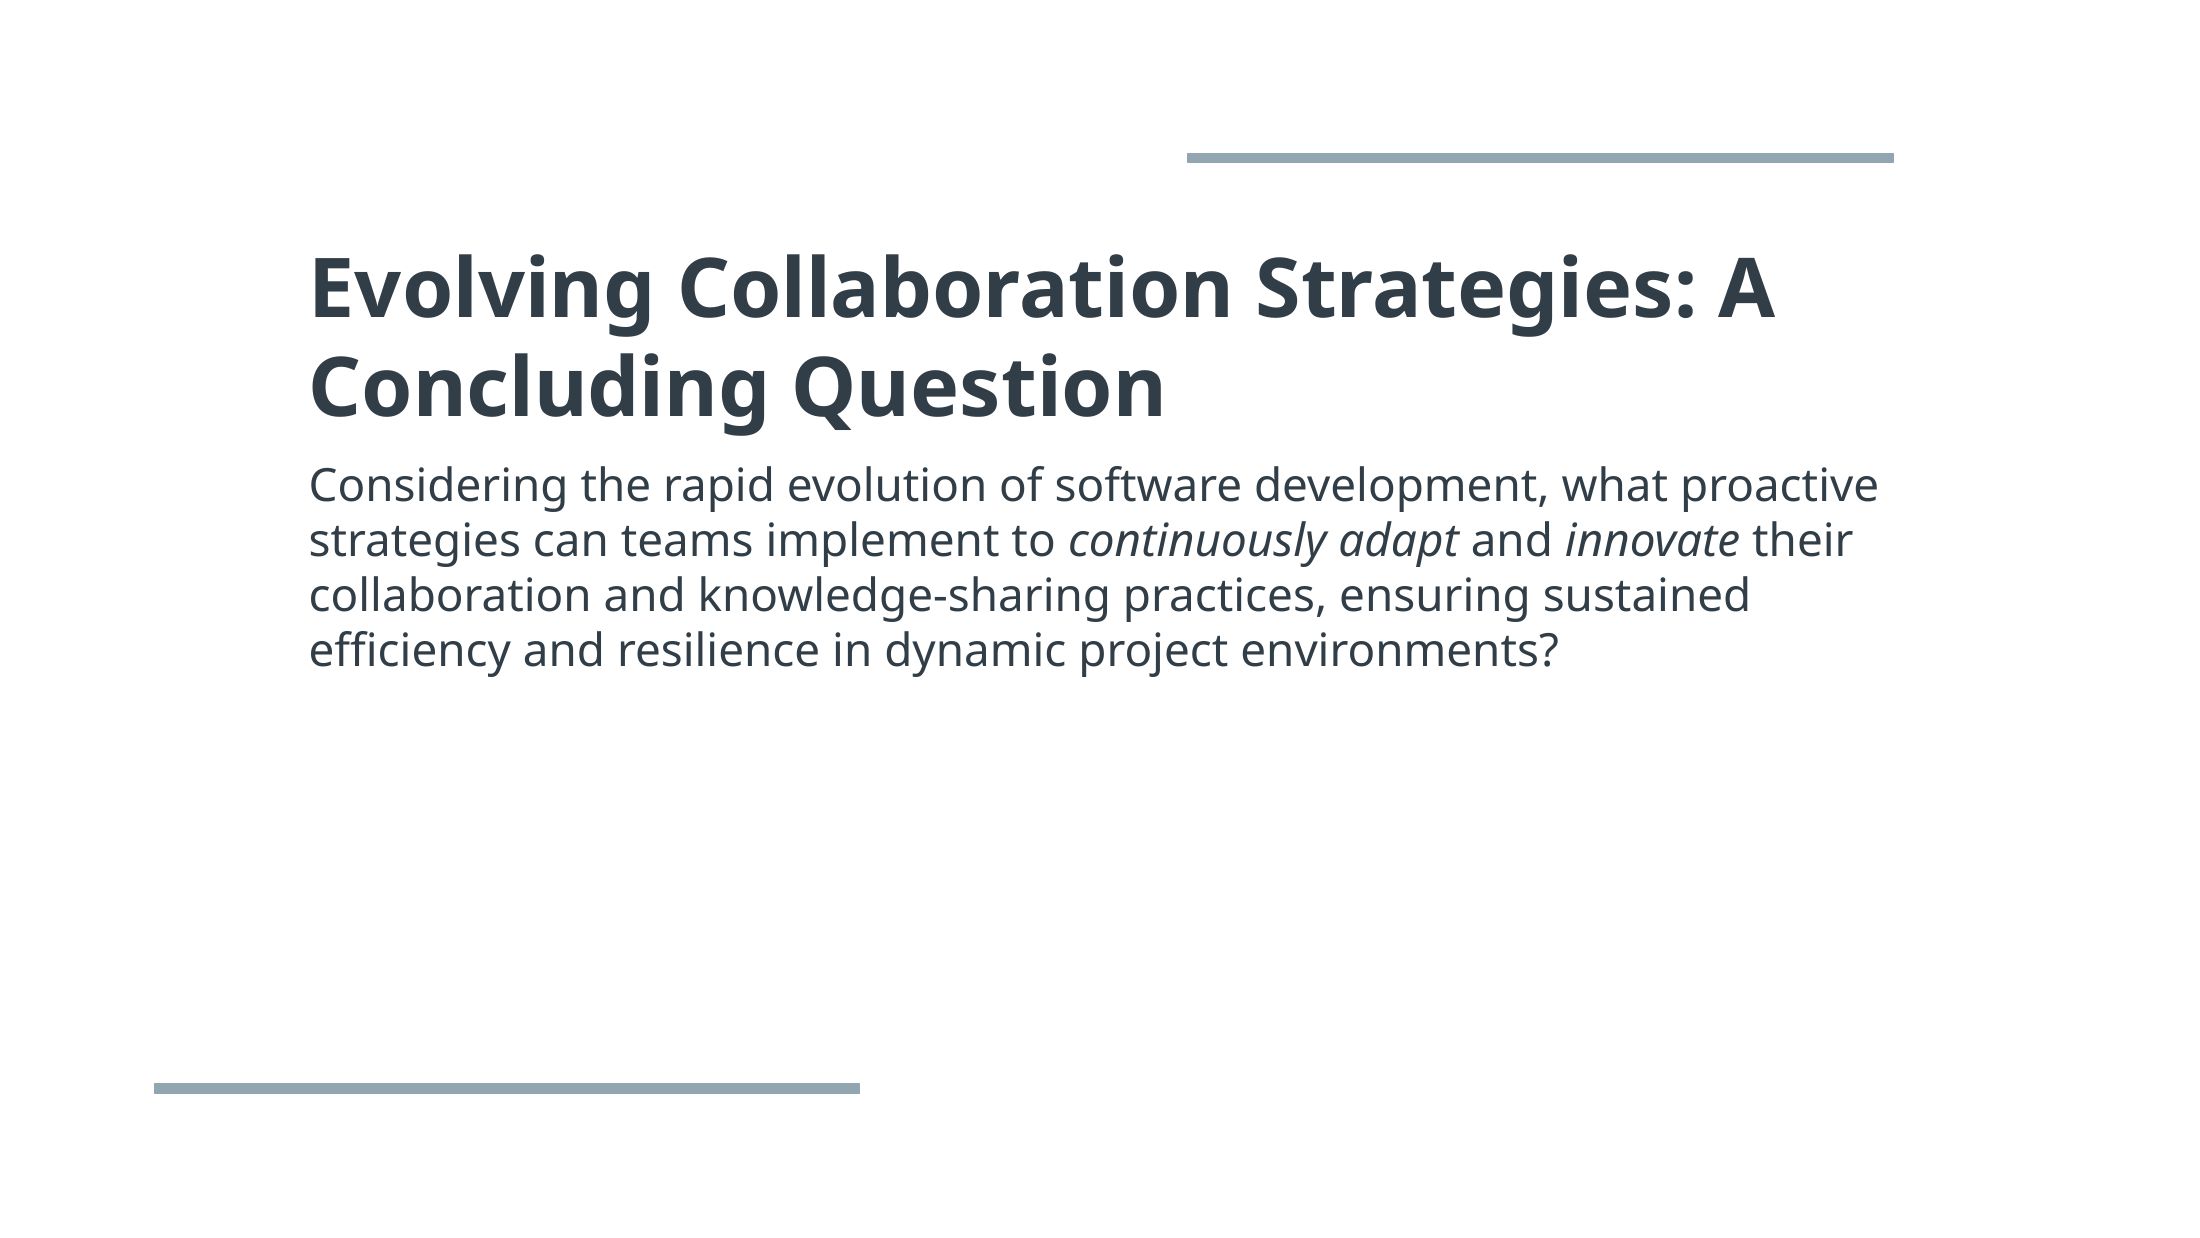 Evolving Collaboration Strategies: A
Concluding Question
Considering the rapid evolution of software development, what proactive
strategies can teams implement to continuously adapt and innovate their
collaboration and knowledge-sharing practices, ensuring sustained
efficiency and resilience in dynamic project environments?